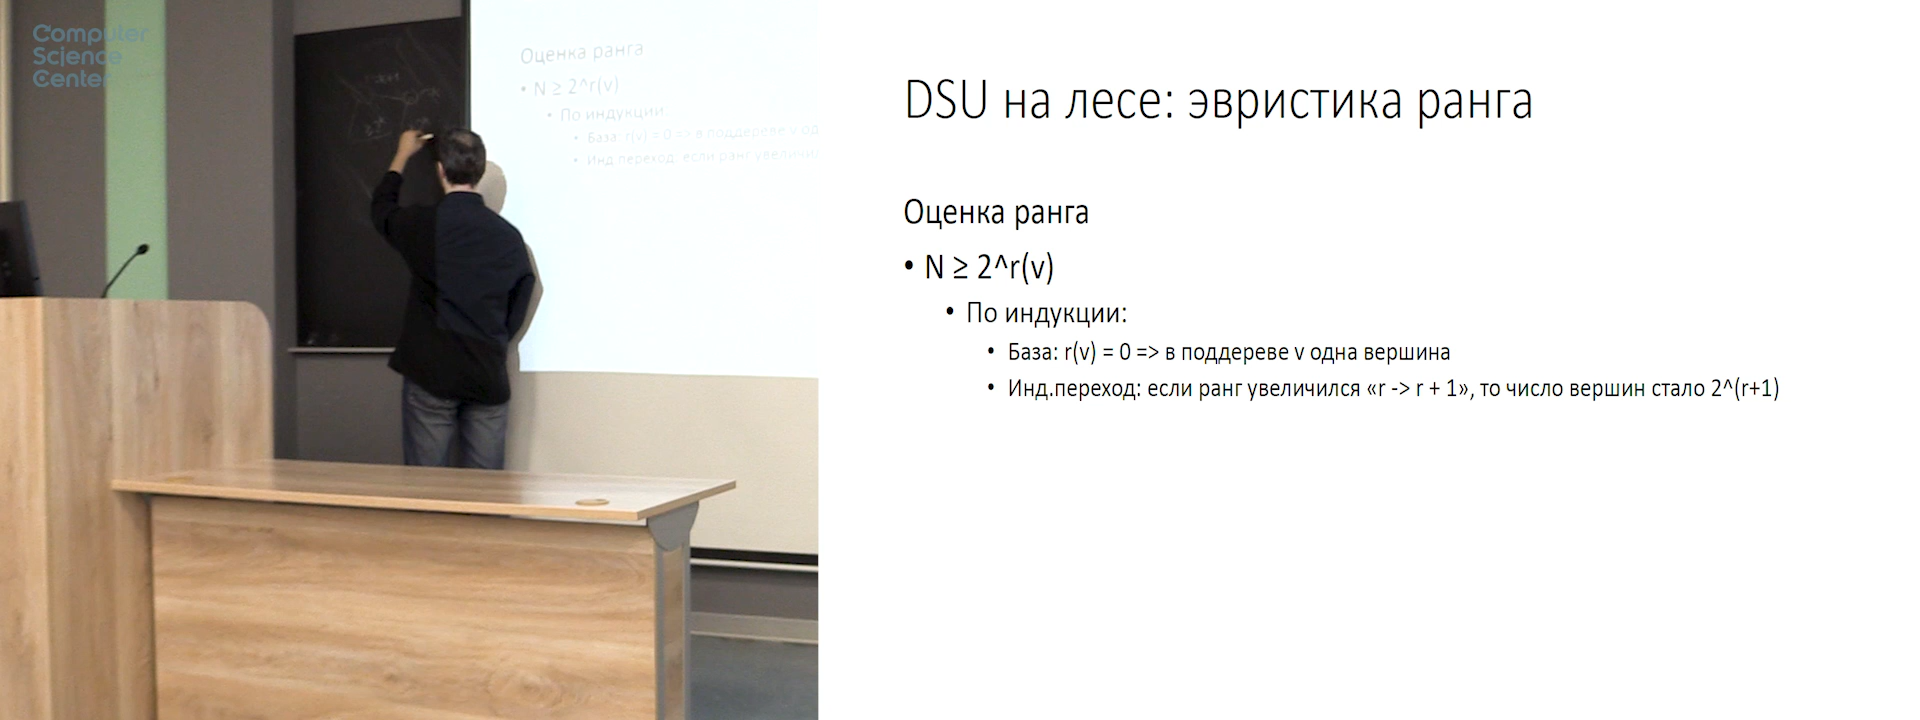 Computer
Science
Center
Оценка ранга
• N ≥ 2^r(v)
• По индукции:
• База: r(v) = 0 => в поддереве v од
• Инд.переход: если ранг увеличил
DSU на лесе: эвристика ранга
Оценка ранга
• N ≥ 2^r(v)
• По индукции:
• База: r(v) = 0 => в поддереве v одна вершина
• Инд.переход: если ранг увеличился «r -> r + 1», то число вершин стало 2^(r+1)